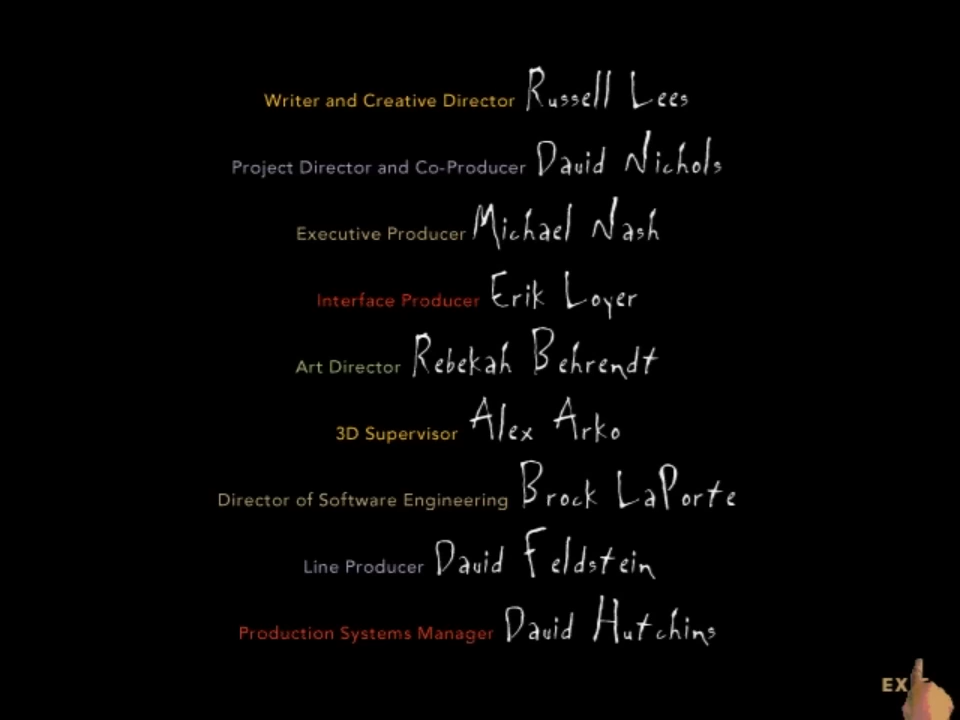 Writer and Creative Director Russell Lees
Project Director and Co-Producer David Nichols
Executive Producer Michael Nash
Interface Producer Erik Loyer
Art Director Rebekah Behrendt
3D Supervisor Alex Arko
Director of Software Engineering Brock LaPorte
Line Producer David Feldstein
Production Systems Manager David Hutchins